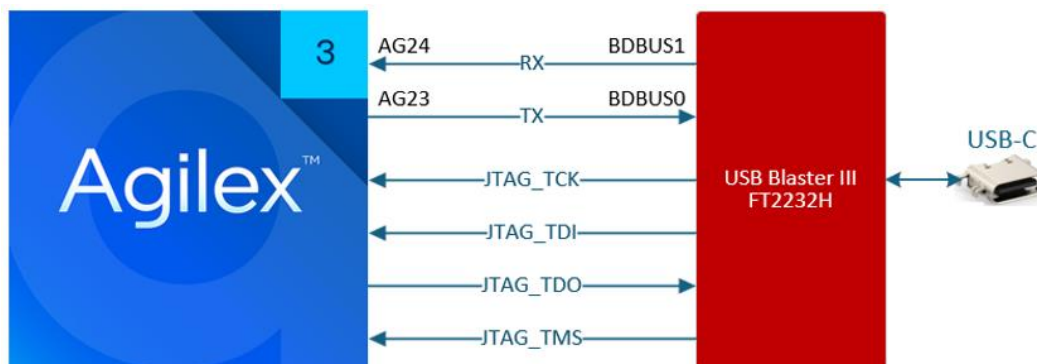 3
AG24 BDBUS1
RX
AG23 BDBUS0
TX
Agilex™
JTAG_TCK
JTAG_TDI
JTAG_TDO
JTAG_TMS
USB Blaster III
FT2232H
USB-C